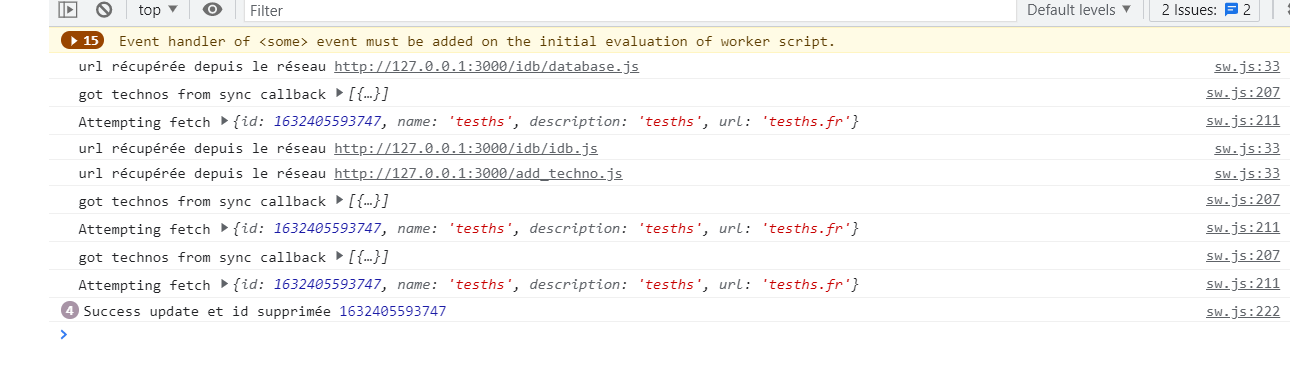 top ▼ Filter Default levels ▼ 2 Issues: 2
▶ 15 Event handler of <some> event must be added on the initial evaluation of worker script.
url récupérée depuis le réseau http://127.0.0.1:3000/idb/database.js sw.js:33
got technos from sync callback ▶ [{…}] sw.js:207
Attempting fetch ▶ {id: 1632405593747, name: 'tesths', description: 'tesths', url: 'tesths.fr'} sw.js:211
url récupérée depuis le réseau http://127.0.0.1:3000/idb/idb.js sw.js:33
url récupérée depuis le réseau http://127.0.0.1:3000/add_techno.js sw.js:33
got technos from sync callback ▶ [{…}] sw.js:207
Attempting fetch ▶ {id: 1632405593747, name: 'tesths', description: 'tesths', url: 'tesths.fr'} sw.js:211
got technos from sync callback ▶ [{…}] sw.js:207
Attempting fetch ▶ {id: 1632405593747, name: 'tesths', description: 'tesths', url: 'tesths.fr'} sw.js:211
4 Success update et id supprimée 1632405593747 sw.js:222
>